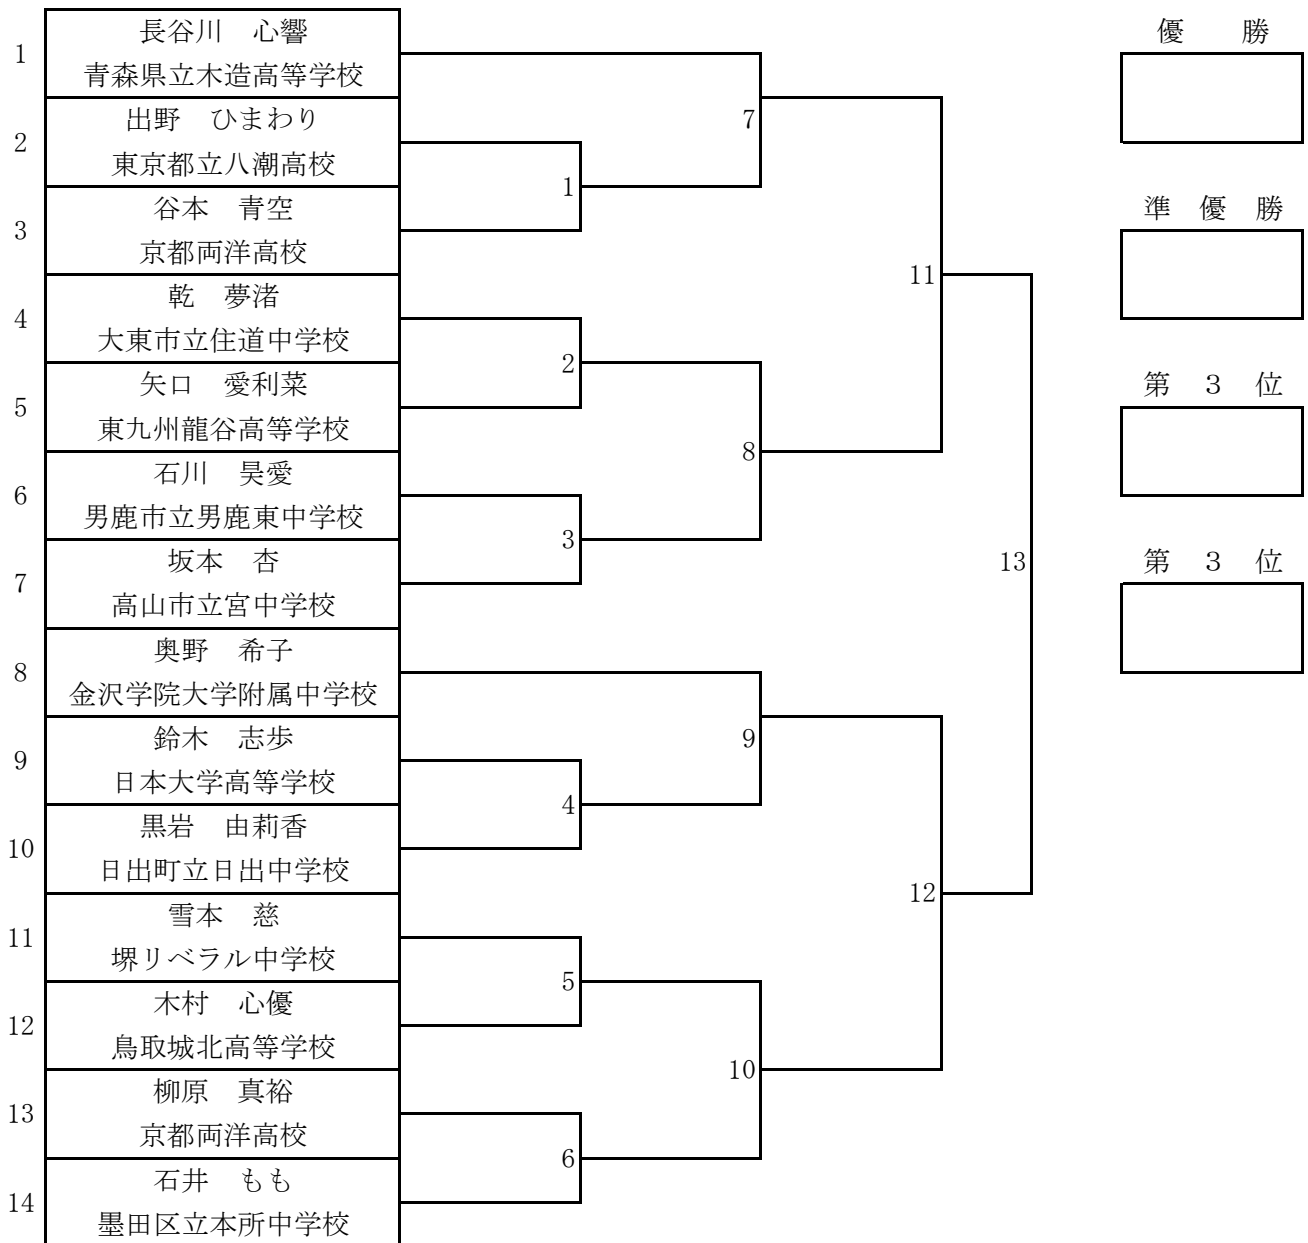 1
長谷川　心響
青森県立木造高等学校
2
出野　ひまわり
東京都立八潮高校
3
谷本　青空
京都両洋高校
4
乾　夢渚
大東市立住道中学校
5
矢口　愛利菜
東九州龍谷高等学校
6
石川　昊愛
男鹿市立男鹿東中学校
7
坂本　杏
高山市立宮中学校
8
奥野　希子
金沢学院大学附属中学校
9
鈴木　志歩
日本大学高等学校
10
黒岩　由莉香
日出町立日出中学校
11
雪本　慈
堺リベラル中学校
12
木村　心優
鳥取城北高等学校
13
柳原　真裕
京都両洋高校
14
石井　もも
墨田区立本所中学校
1
2
3
4
5
6
7
8
9
10
11
12
13
優　勝
準 優 勝
第 3 位
第 3 位